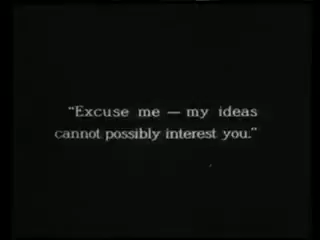 “Excuse me — my ideas
cannot possibly interest you.”